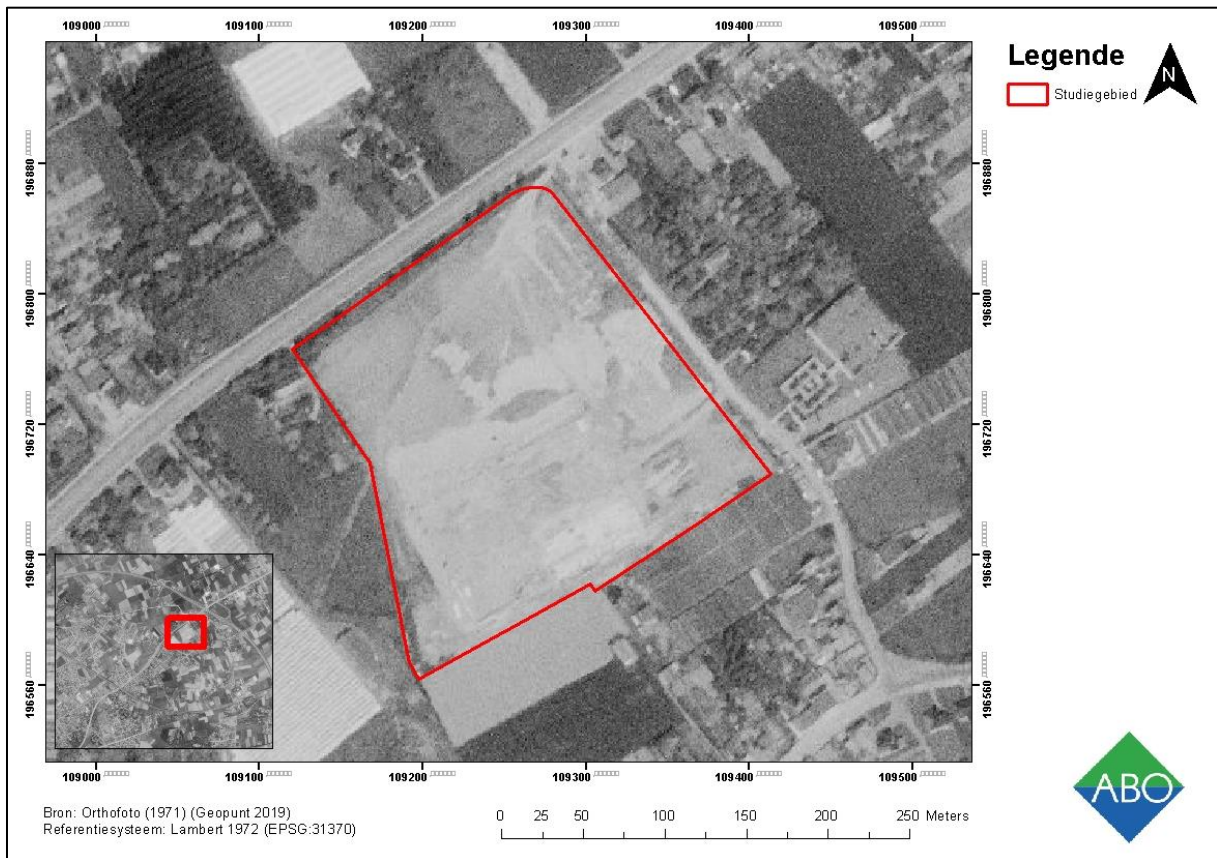 109000 109100 109200 109300 109400 109500
Legende
N
Studiegebied
196880 196880
196800 196800
196720 196720
196640 196640
196560 196560
109000 109100 109200 109300 109400 109500
Bron: Orthofoto (1971) (Geopunt 2019)
Referentiesysteem: Lambert 1972 (EPSG:31370)
0 25 50 100 150 200 250 Meters
ABO